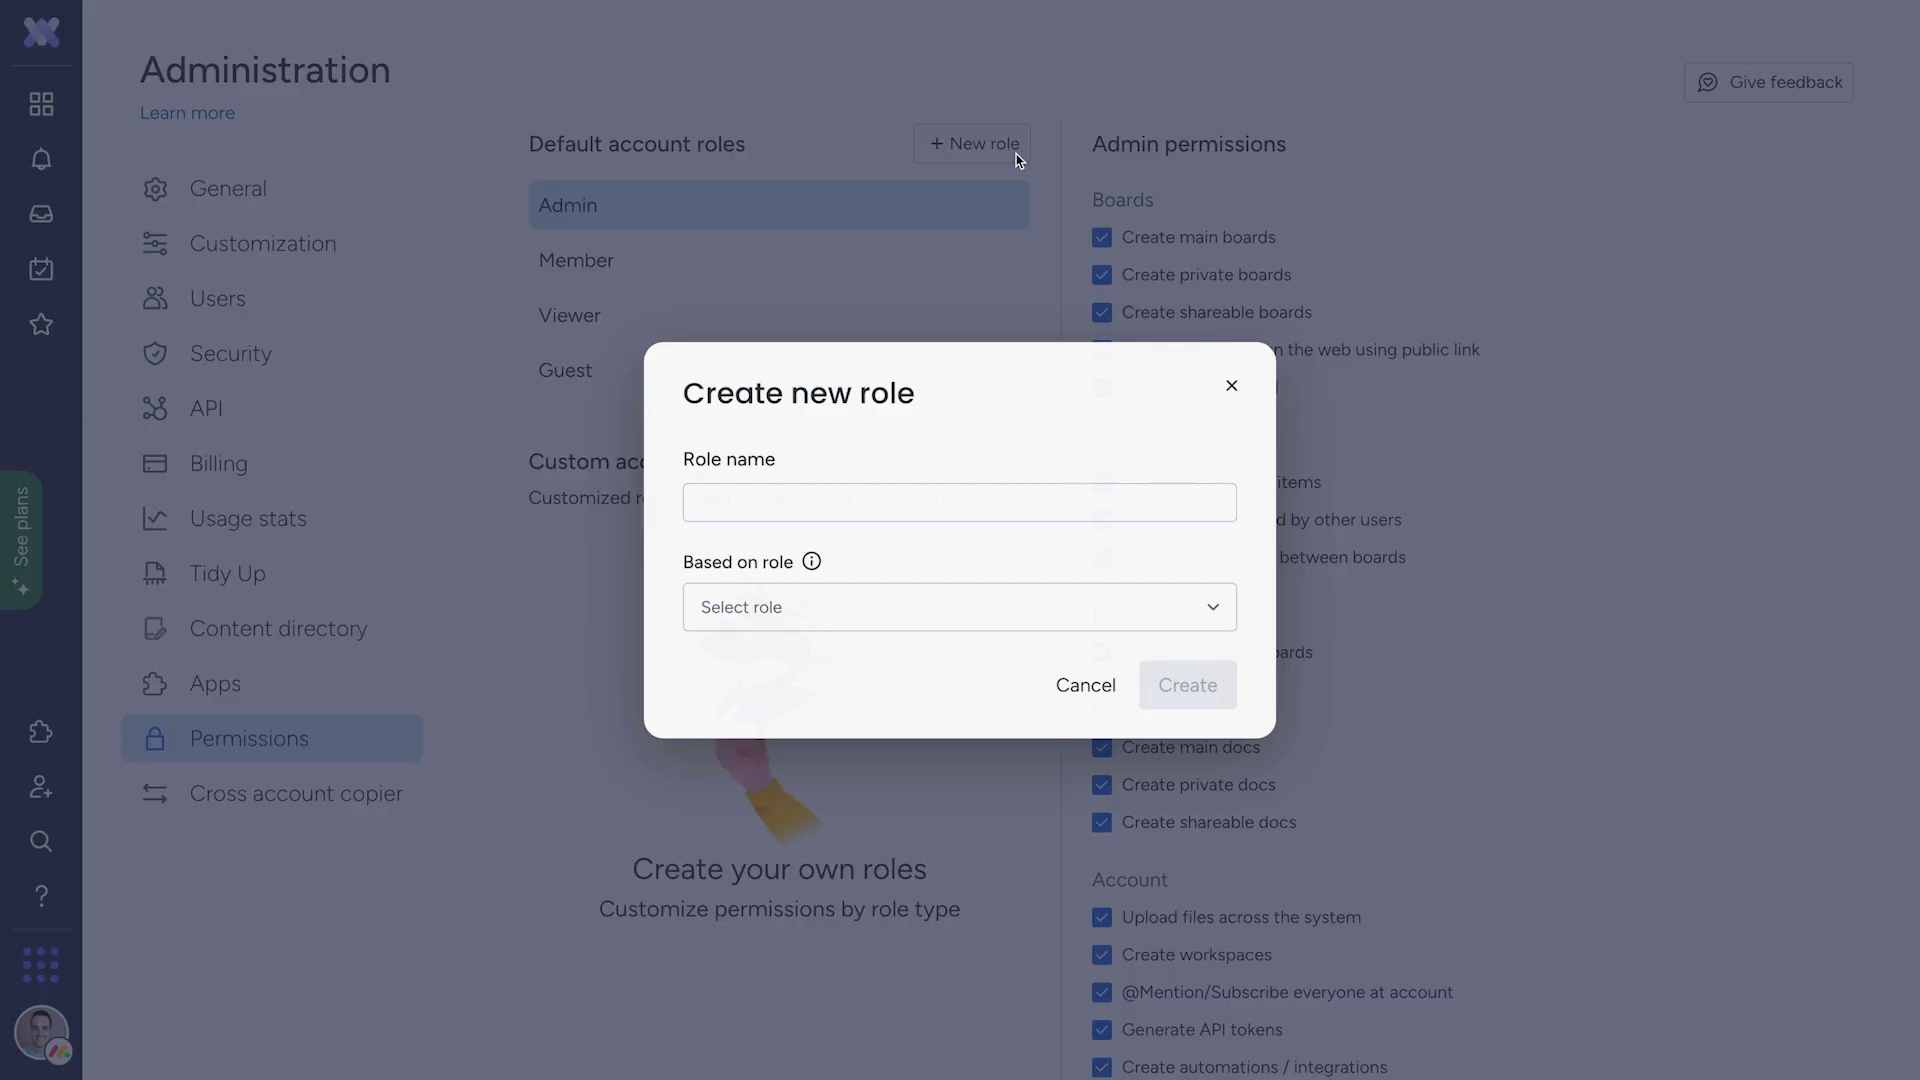 Administration
Learn more
Give feedback
General
Customization
Users
Security
API
Billing
Usage stats
Tidy Up
Content directory
Apps
Permissions
Cross account copier
See plans
Default account roles
+ New role
Admin
Member
Viewer
Guest
Custom
Customized
Create your own roles
Customize permissions by role type
Create new role
Role name
Based on role
Select role
Cancel
Create
Admin permissions
Boards
Create main boards
Create private boards
Create shareable boards
the web using public link
items
by other users
between boards
Create main docs
Create private docs
Create shareable docs
Account
Upload files across the system
Create workspaces
@Mention/Subscribe everyone at account
Generate API tokens
Create automations / integrations